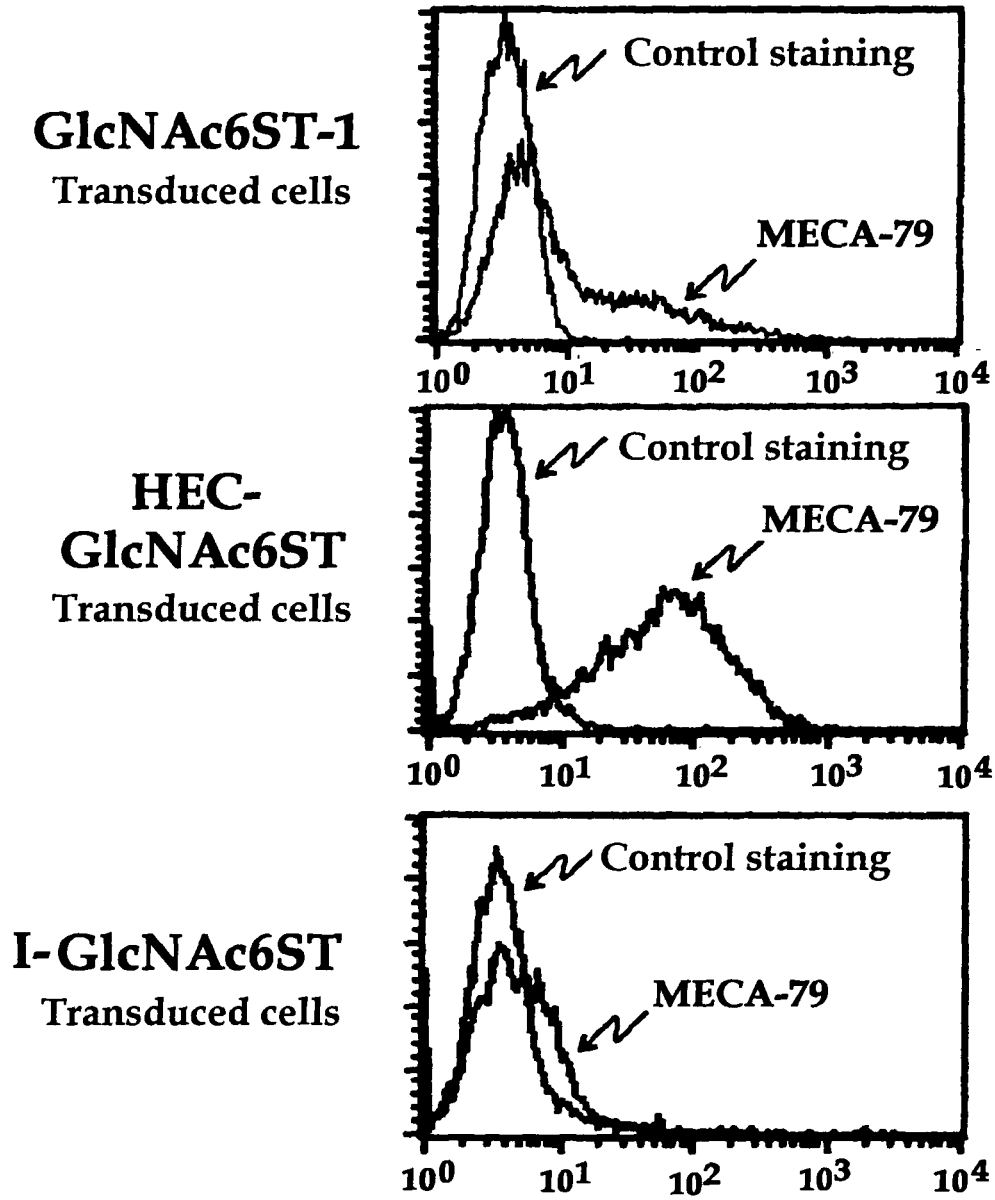 GlcNAc6ST-1
Transduced cells
Control staining
MECA-79
10⁰ 10¹ 10² 10³ 10⁴
HEC-
GlcNAc6ST
Transduced cells
Control staining
MECA-79
10⁰ 10¹ 10² 10³ 10⁴
I-GlcNAc6ST
Transduced cells
Control staining
MECA-79
10⁰ 10¹ 10² 10³ 10⁴